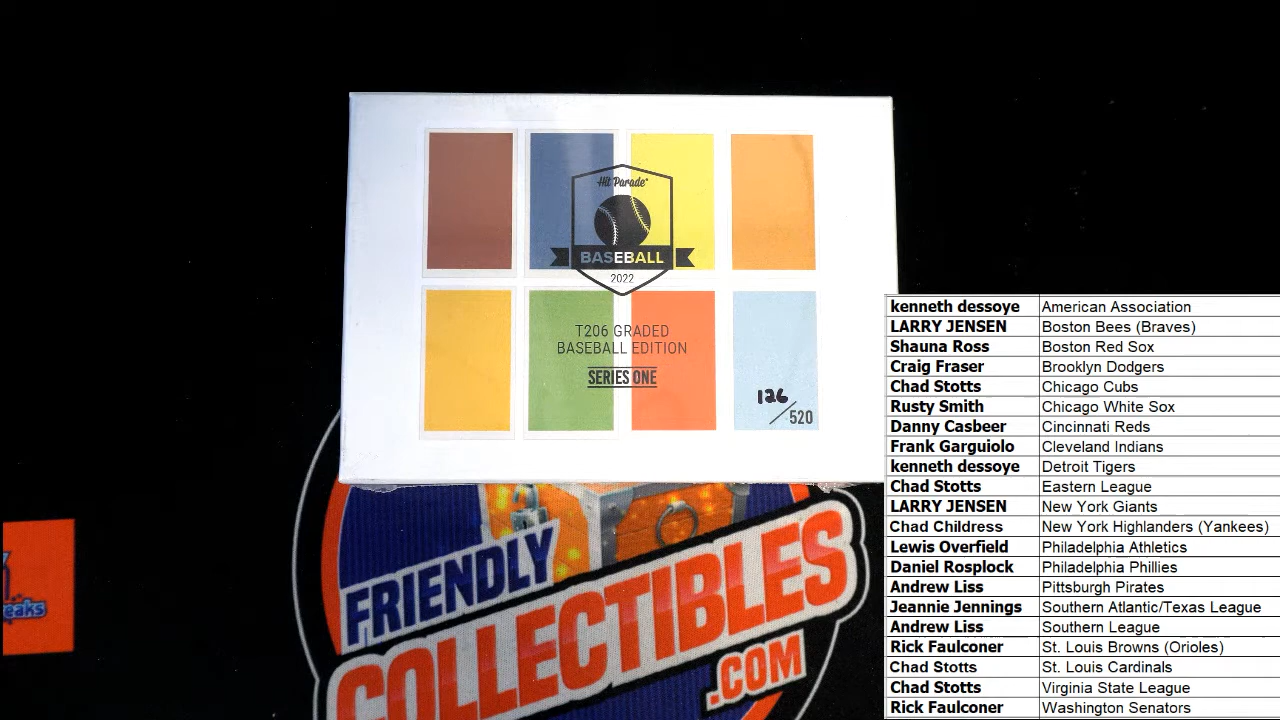 Hit Parade
BASEBALL
2022
T206 GRADED
BASEBALL EDITION
SERIES ONE
126/520
FRIENDLY
COLLECTIBLES
.COM
eaks
kenneth dessoye American Association
LARRY JENSEN Boston Bees (Braves)
Shauna Ross Boston Red Sox
Craig Fraser Brooklyn Dodgers
Chad Stotts Chicago Cubs
Rusty Smith Chicago White Sox
Danny Casbeer Cincinnati Reds
Frank Garguiolo Cleveland Indians
kenneth dessoye Detroit Tigers
Chad Stotts Eastern League
LARRY JENSEN New York Giants
Chad Childress New York Highlanders (Yankees)
Lewis Overfield Philadelphia Athletics
Daniel Rosplock Philadelphia Phillies
Andrew Liss Pittsburgh Pirates
Jeannie Jennings Southern Atlantic/Texas League
Andrew Liss Southern League
Rick Faulconer St. Louis Browns (Orioles)
Chad Stotts St. Louis Cardinals
Chad Stotts Virginia State League
Rick Faulconer Washington Senators